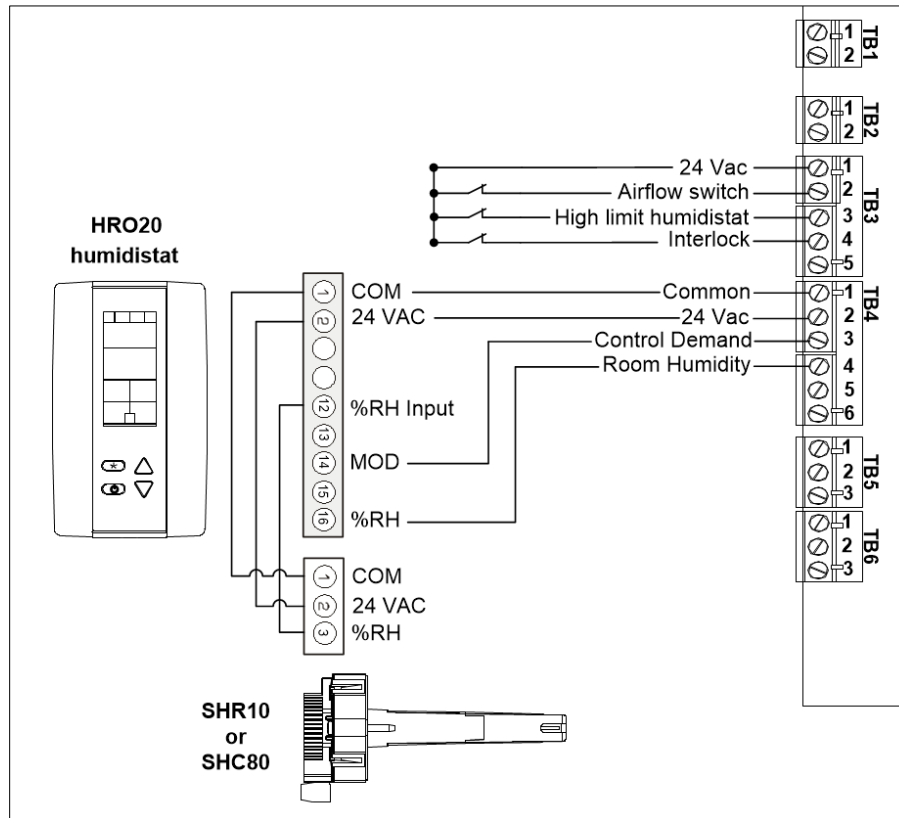 1
2
TB1
1
2
TB2
24 Vac 1
Airflow switch 2
High limit humidistat 3
Interlock 4
5
TB3
HRO20
humidistat
1 COM Common 1
2 24 VAC 24 Vac 2
Control Demand 3
Room Humidity 4
5
6
TB4
12 %RH Input
13
14 MOD
15
16 %RH
1
2
3
TB5
1
2
3
TB6
1 COM
2 24 VAC
3 %RH
SHR10
or
SHC80